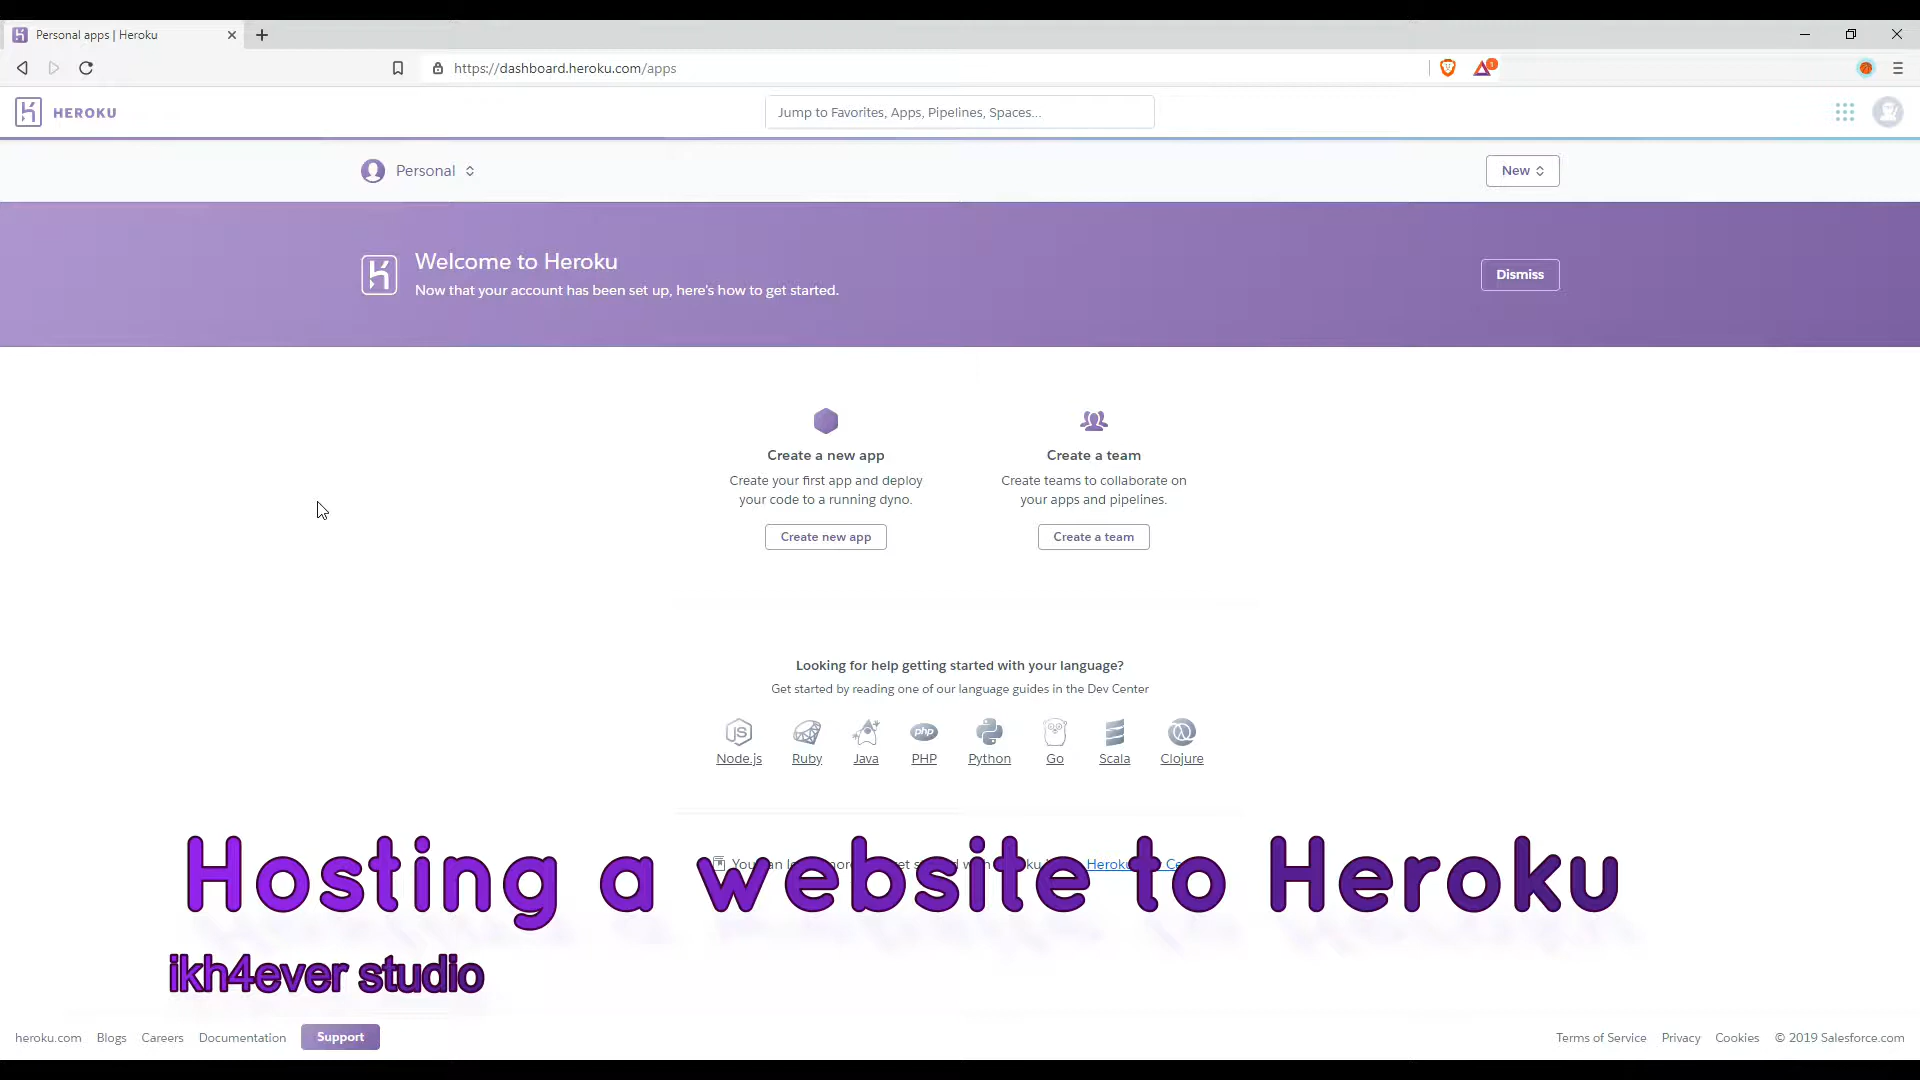 Personal apps | Heroku
https://dashboard.heroku.com/apps
1
HEROKU
Jump to Favorites, Apps, Pipelines, Spaces...
Personal
New
Welcome to Heroku
Now that your account has been set up, here's how to get started.
Dismiss
Create a new app
Create your first app and deploy
your code to a running dyno.
Create new app
Create a team
Create teams to collaborate on
your apps and pipelines.
Create a team
Looking for help getting started with your language?
Get started by reading one of our language guides in the Dev Center
JS
php
Node.js Ruby Java PHP Python Go Scala Clojure
Heroku
Hosting a website to Heroku
ikh4ever studio
heroku.com Blogs Careers Documentation Support
Terms of Service Privacy Cookies © 2019 Salesforce.com